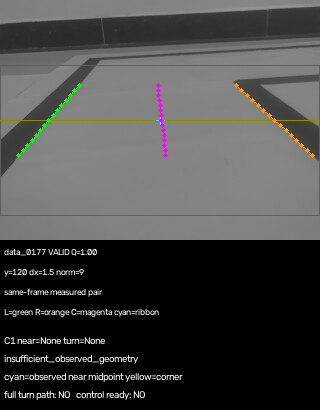 data_0177 VALID Q=1.00
y=120 dx=1.5 norm=9
same-frame measured pair
L=green R=orange C=magenta cyan=ribbon
C1 near=None turn=None
insufficient_observed_geometry
cyan=observed near midpoint yellow=corner
full turn path: NO control ready: NO